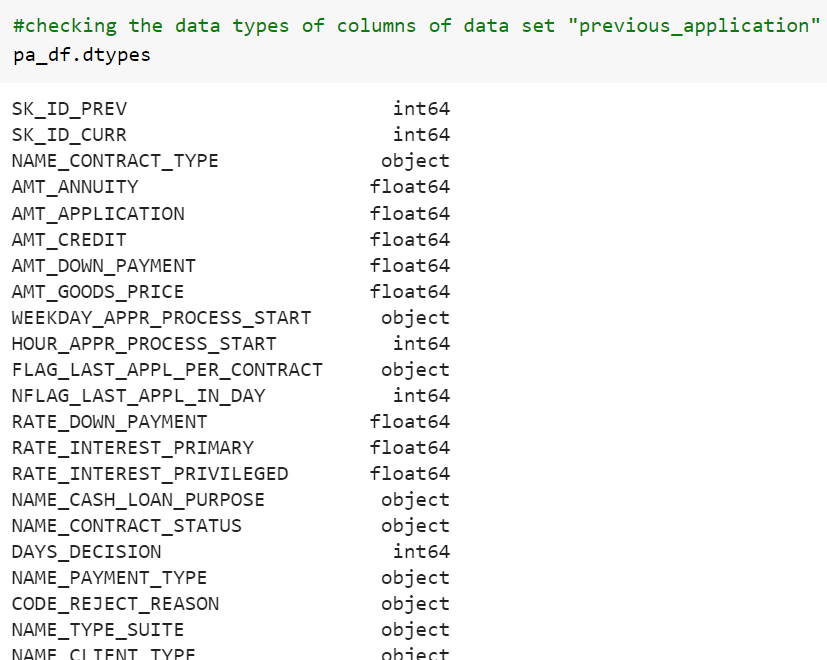 #checking the data types of columns of data set "previous_application"
pa_df.dtypes
SK_ID_PREV int64
SK_ID_CURR int64
NAME_CONTRACT_TYPE object
AMT_ANNUITY float64
AMT_APPLICATION float64
AMT_CREDIT float64
AMT_DOWN_PAYMENT float64
AMT_GOODS_PRICE float64
WEEKDAY_APPR_PROCESS_START object
HOUR_APPR_PROCESS_START int64
FLAG_LAST_APPL_PER_CONTRACT object
NFLAG_LAST_APPL_IN_DAY int64
RATE_DOWN_PAYMENT float64
RATE_INTEREST_PRIMARY float64
RATE_INTEREST_PRIVILEGED float64
NAME_CASH_LOAN_PURPOSE object
NAME_CONTRACT_STATUS object
DAYS_DECISION int64
NAME_PAYMENT_TYPE object
CODE_REJECT_REASON object
NAME_TYPE_SUITE object
NAME_CLIENT_TYPE object